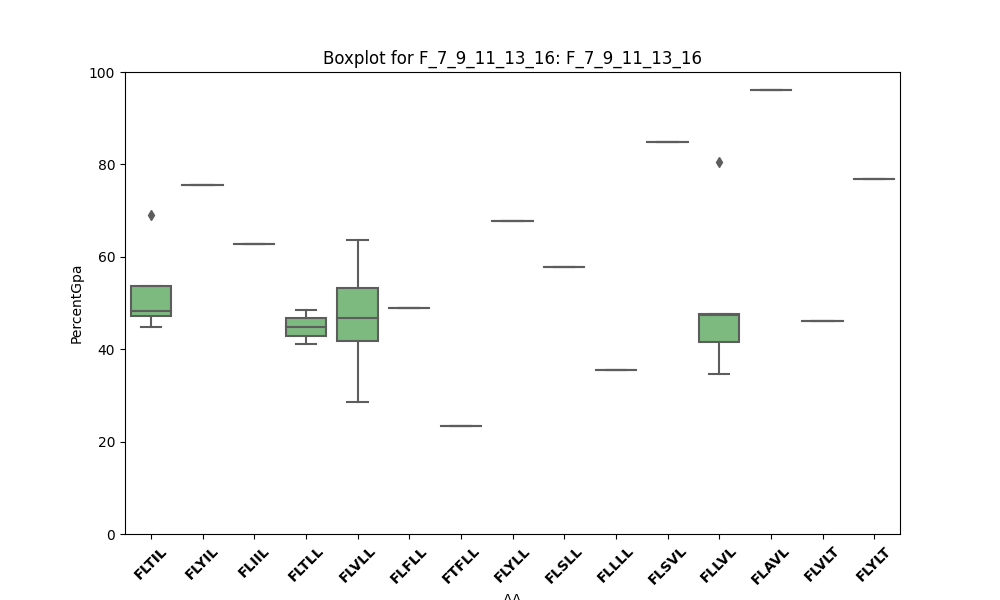 Boxplot for F_7_9_11_13_16: F_7_9_11_13_16
PercentGpa
100
80
60
40
20
0
FLTIL
FLYIL
FLIIL
FLTLL
FLVLL
FLFLL
FTFLL
FLYLL
FLSLL
FLLLL
FLSVL
FLLVL
FLAVL
FLVLT
FLYLT
AA